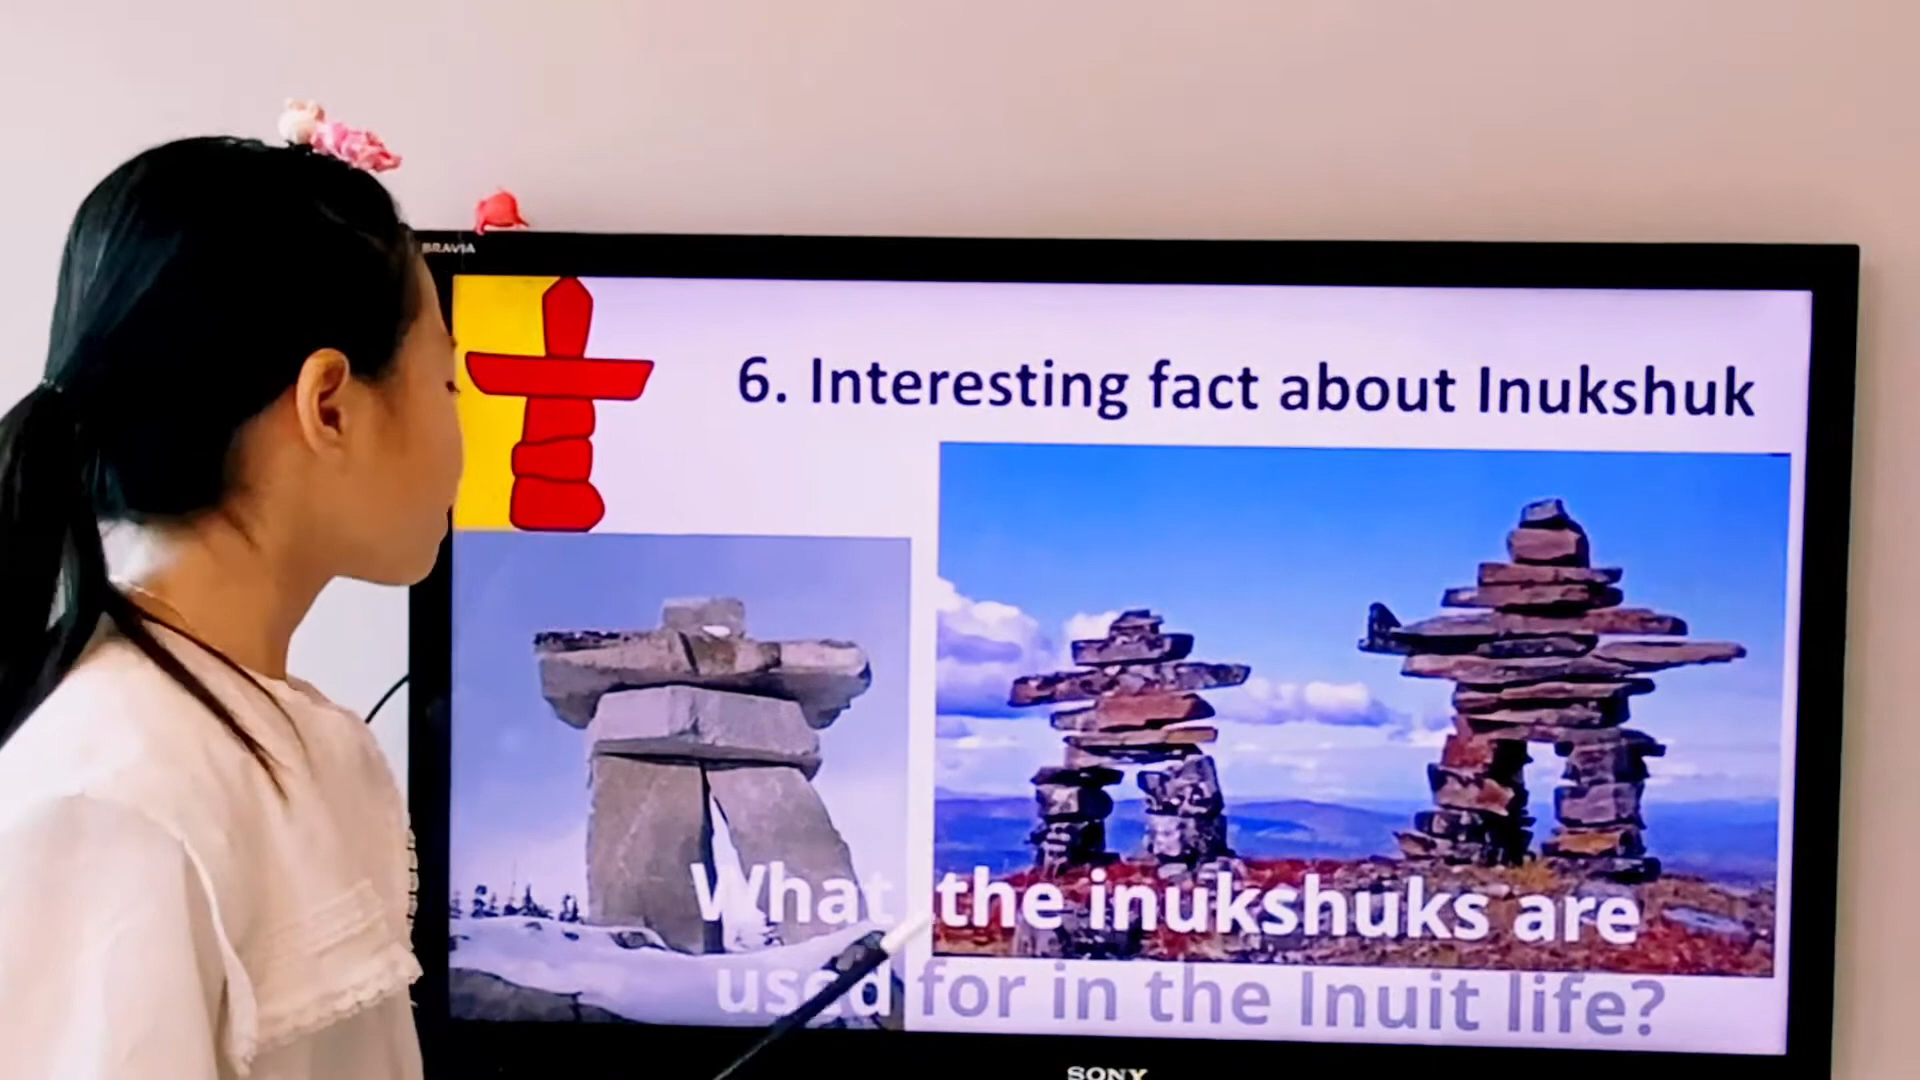 BRAVIA
6. Interesting fact about Inukshuk
What the inukshuks are
used for in the Inuit life?
SONY